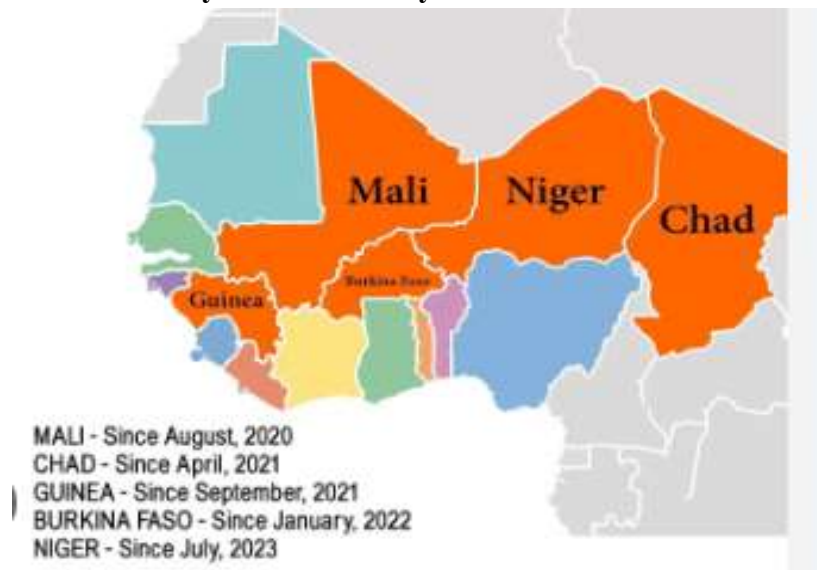 Mali
Niger
Chad
Burkina Faso
Guinea
MALI - Since August, 2020
CHAD - Since April, 2021
GUINEA - Since September, 2021
BURKINA FASO - Since January, 2022
NIGER - Since July, 2023